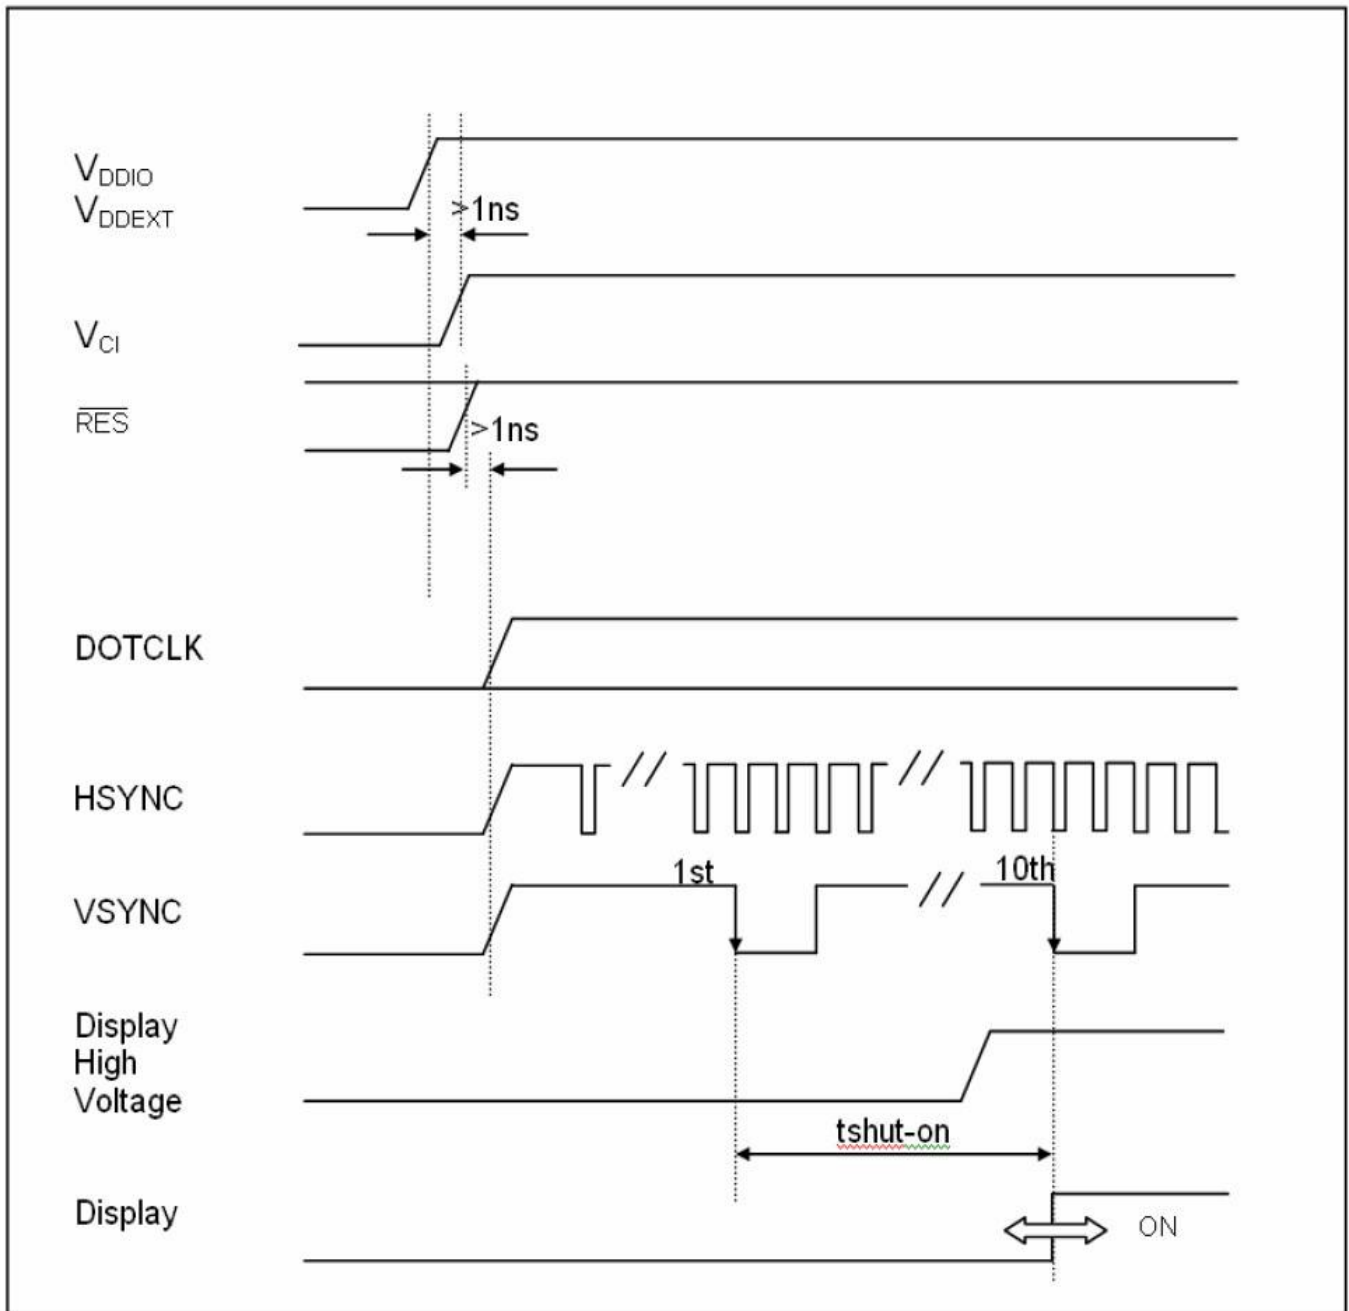 VDDIO
VDDEXT
>1ns
VCI
RES
>1ns
DOTCLK
HSYNC
1st
10th
VSYNC
Display
High
Voltage
tshut-on
Display
ON